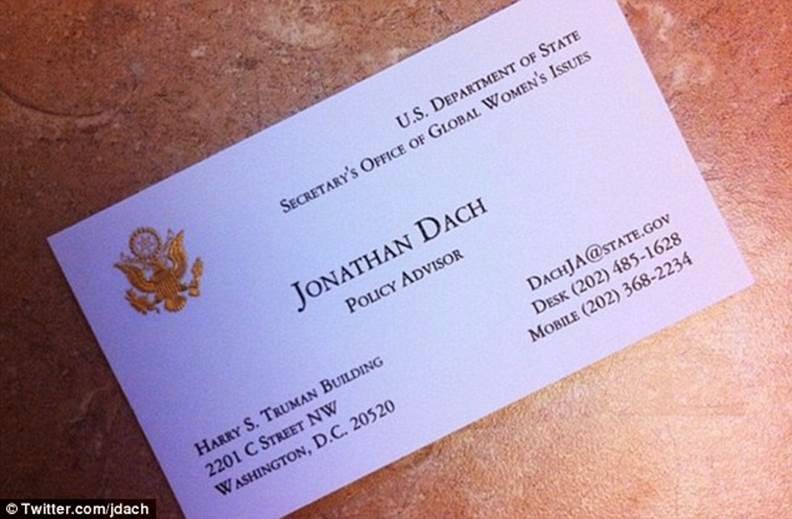 U.S. Department of State
Secretary's Office of Global Women's Issues
Jonathan Dach
Policy Advisor
DachJA@state.gov
Desk (202) 485-1628
Mobile (202) 368-2234
Harry S. Truman Building
2201 C Street NW
Washington, D.C. 20520
© Twitter.com/jdach